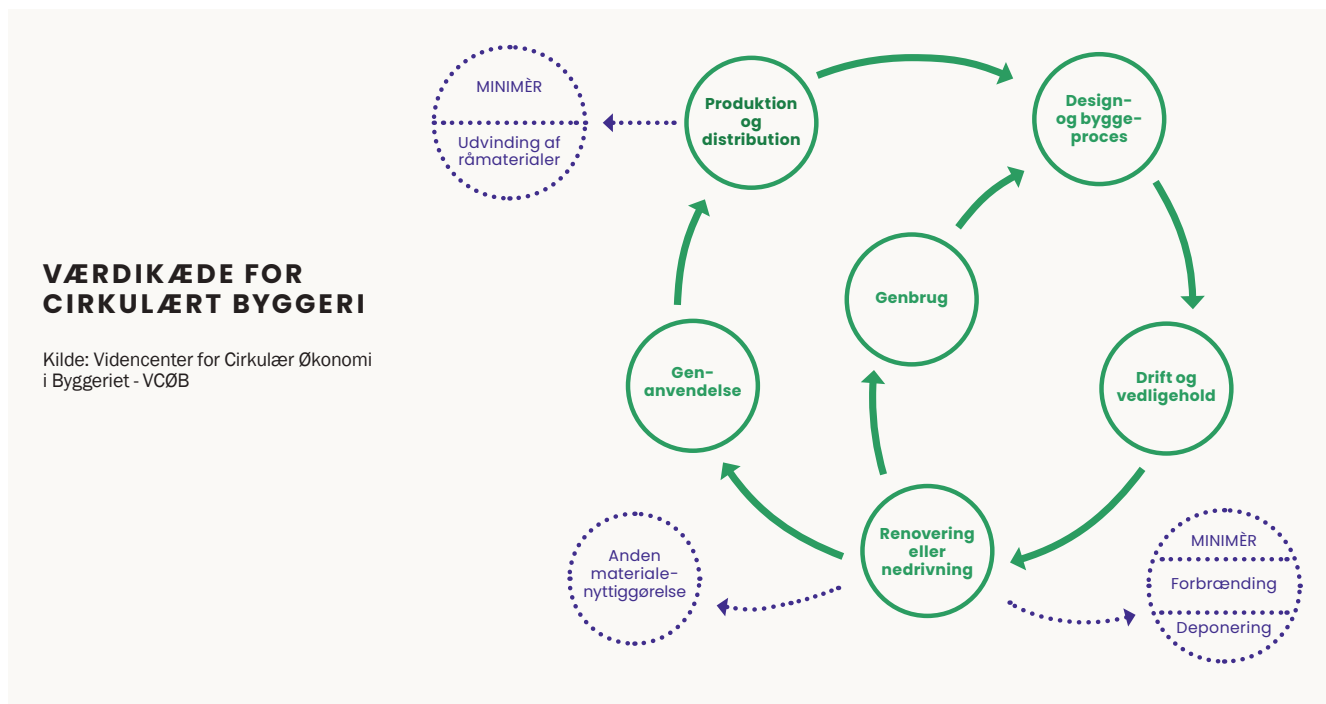 VÆRDIKÆDE FOR
CIRKULÆRT BYGGERI
Kilde: Videncenter for Cirkulær Økonomi
i Byggeriet - VCØB
MINIMÈR
Udvinding af
råmaterialer
Produktion
og
distribution
Design-
og bygge-
proces
Genbrug
Gen-
anvendelse
Drift og
vedligehold
Renovering
eller
nedrivning
Anden
materiale-
nyttiggørelse
MINIMÈR
Forbrænding
Deponering